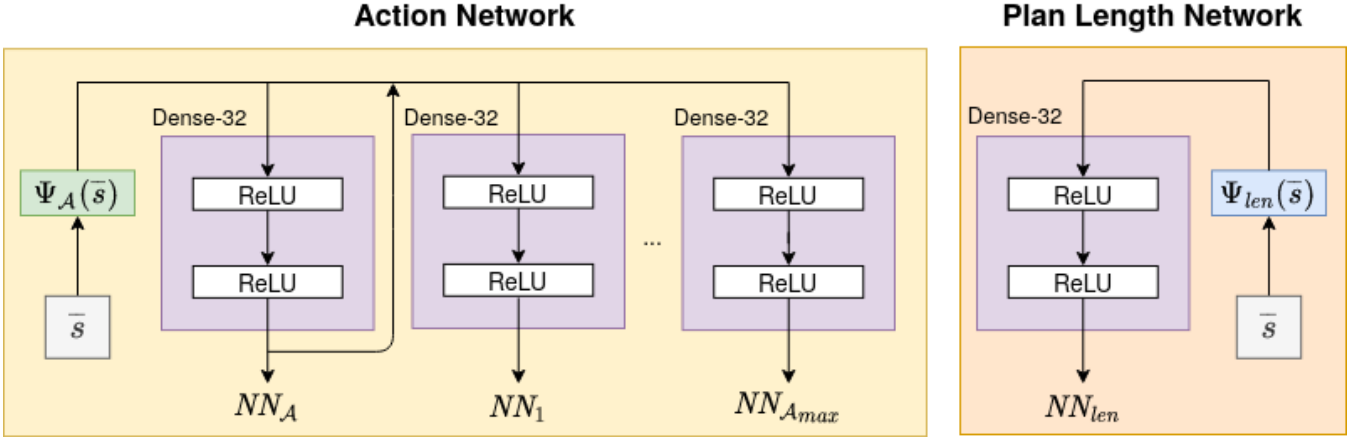 Action Network
Plan Length Network
Dense-32
Dense-32
Dense-32
Dense-32
Ψ_A(s̅)
ReLU
ReLU
ReLU
ReLU
Ψ_len(s̅)
...
ReLU
ReLU
ReLU
ReLU
s̅
s̅
NN_A
NN_1
NN_A_max
NN_len